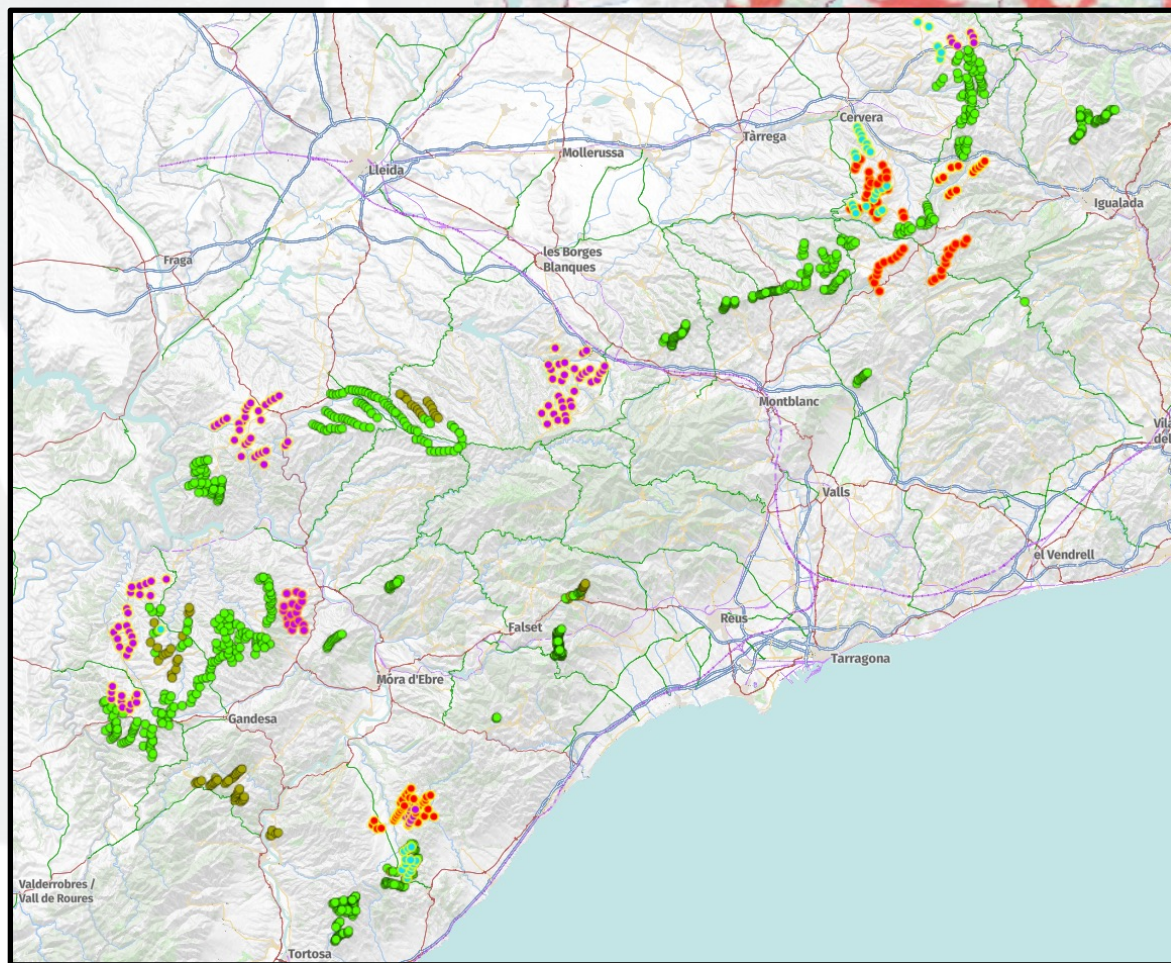 Cervera
Tàrrega
Mollerussa
Lleida
Igualada
les Borges
Blanques
Fraga
Montblanc
Vila
del
Valls
el Vendrell
Reus
Falset
Tarragona
Móra d'Ebre
Gandesa
Valderrobres /
Vall de Roures
Tortosa